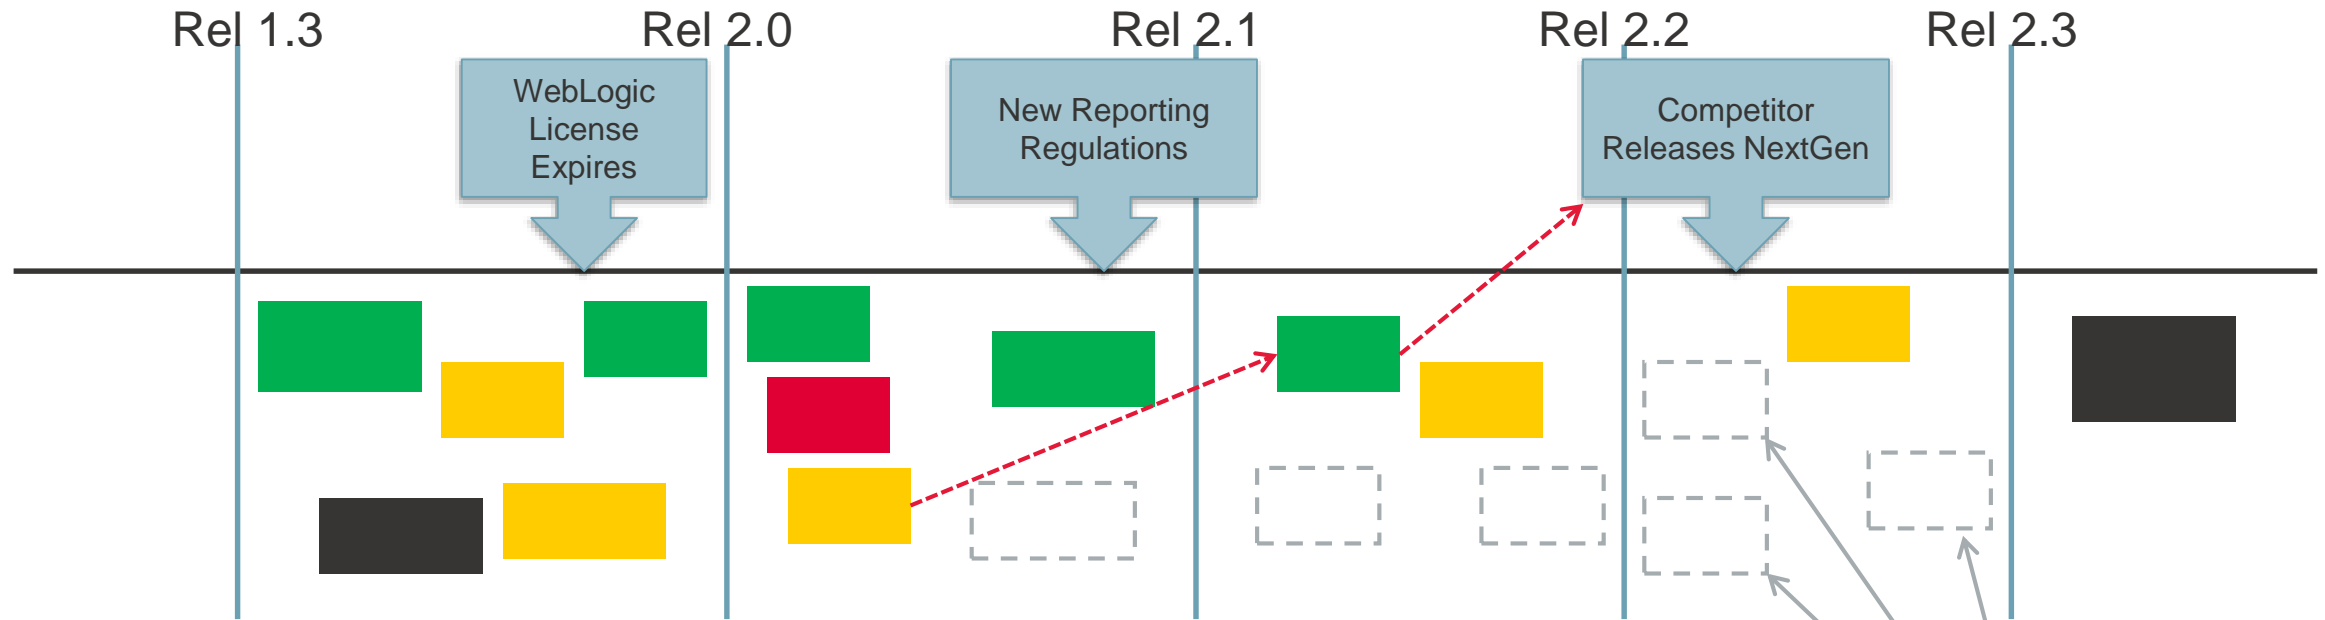 Rel 1.3
Rel 2.0
Rel 2.1
Rel 2.2
Rel 2.3
WebLogic
License
Expires
New Reporting
Regulations
Competitor
Releases NextGen